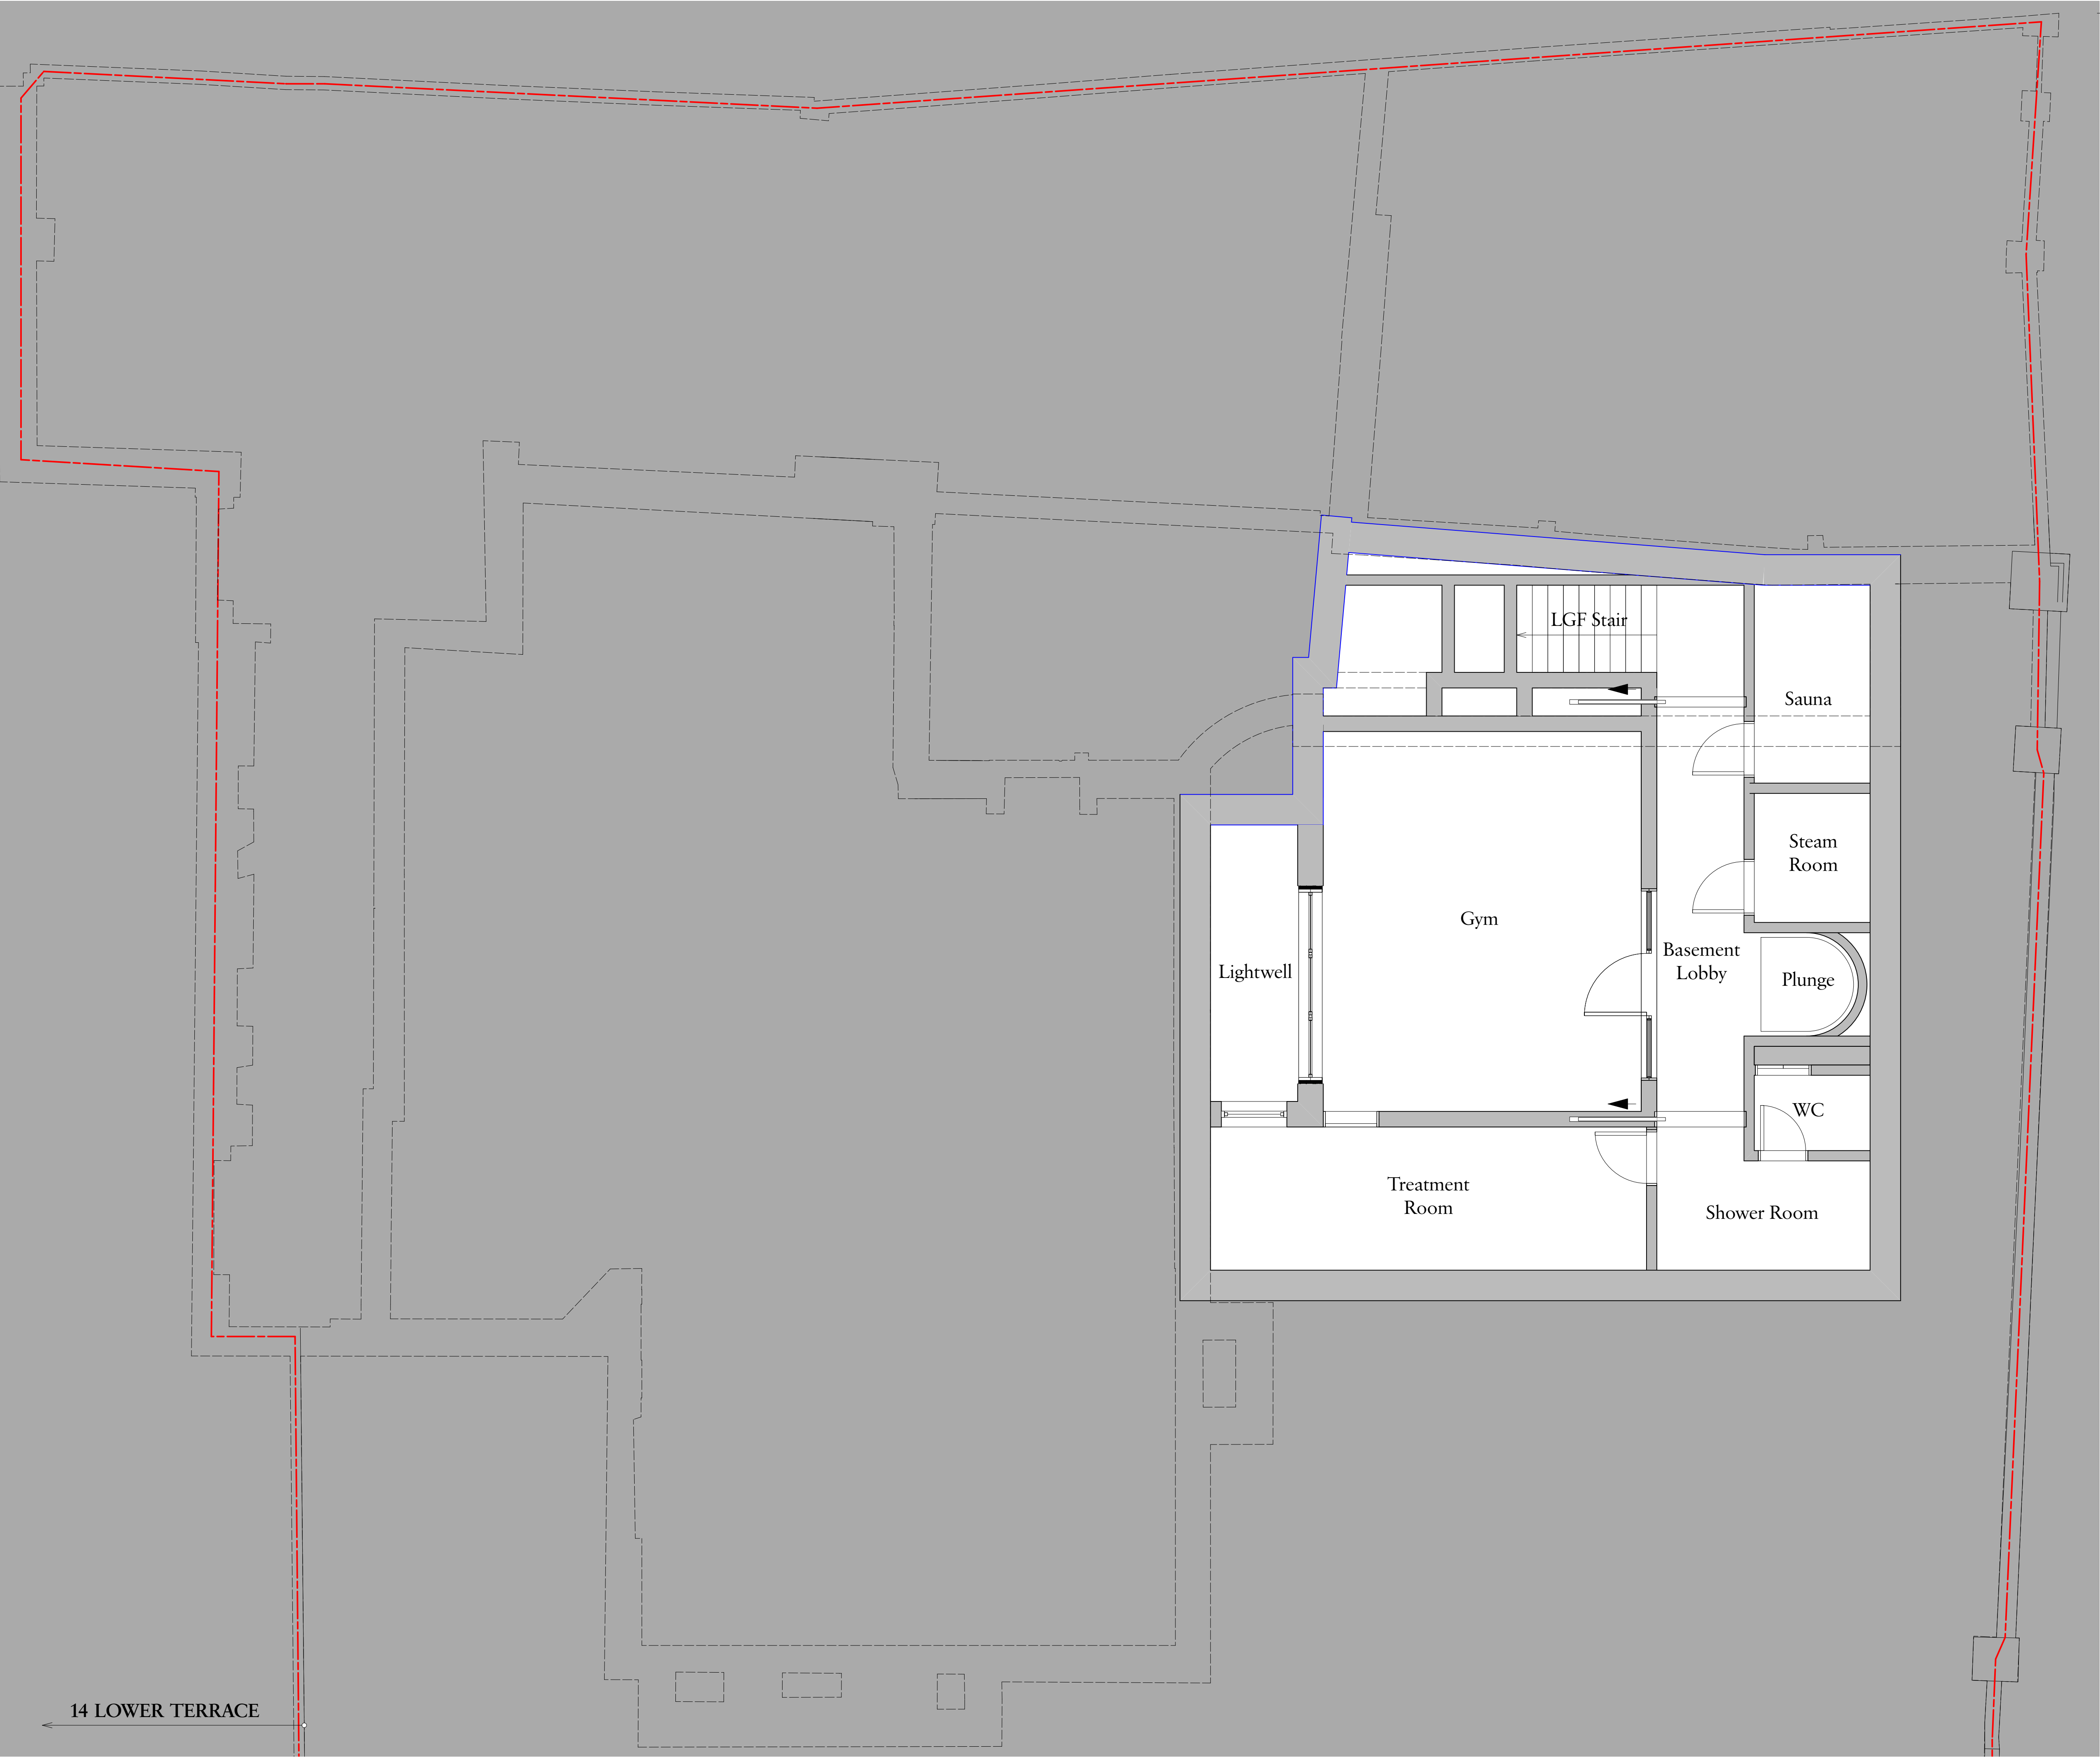 LGF Stair
Sauna
Steam
Room
Gym
Basement
Lobby
Lightwell
Plunge
WC
Treatment
Room
Shower Room
14 LOWER TERRACE